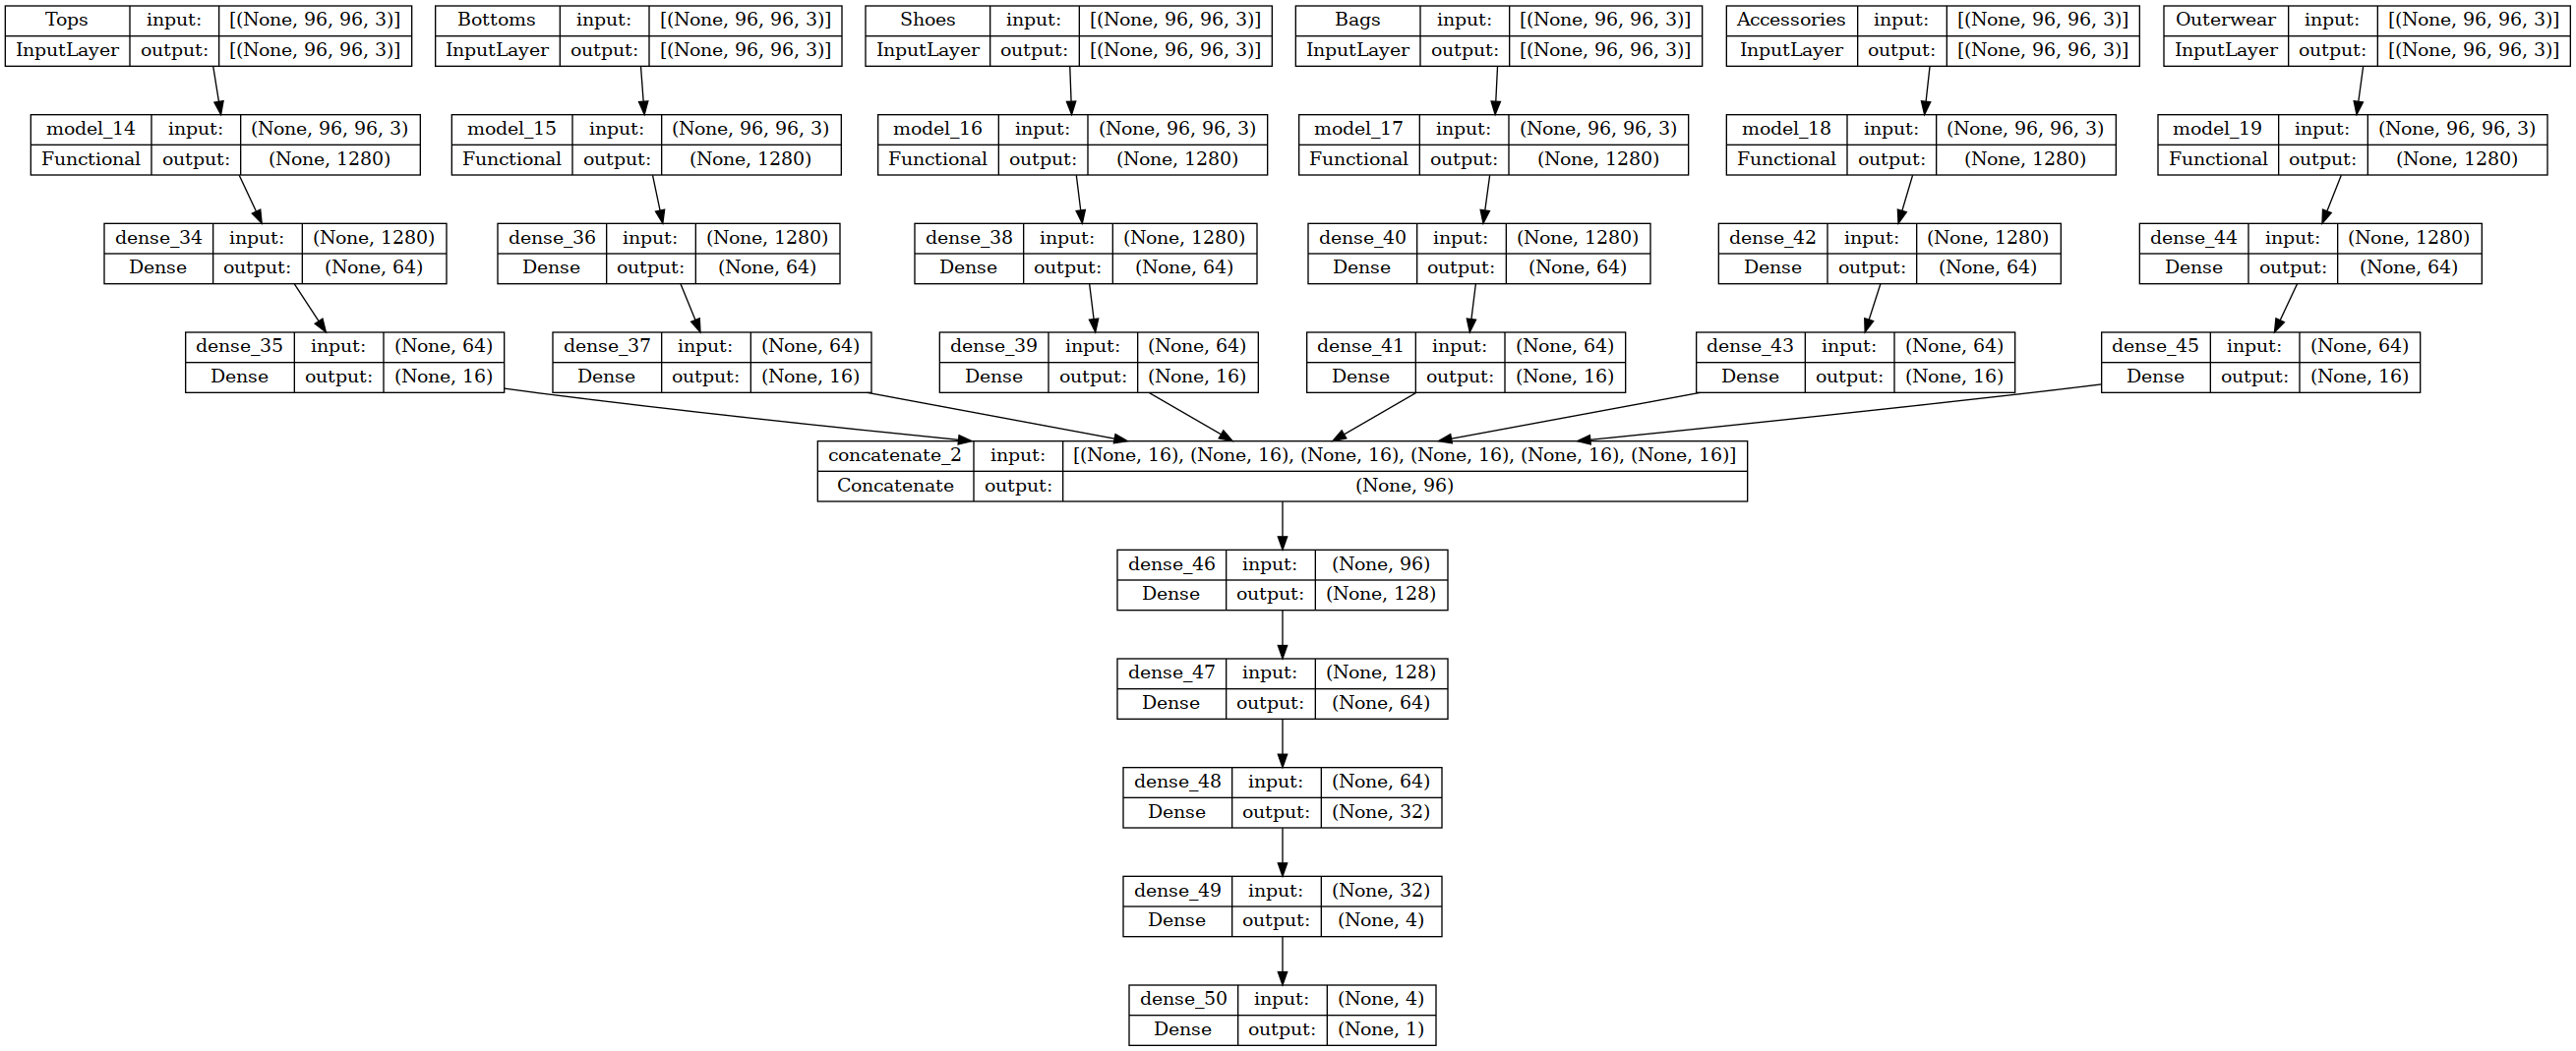 Tops input: [(None, 96, 96, 3)]
InputLayer output: [(None, 96, 96, 3)]
Bottoms input: [(None, 96, 96, 3)]
InputLayer output: [(None, 96, 96, 3)]
Shoes input: [(None, 96, 96, 3)]
InputLayer output: [(None, 96, 96, 3)]
Bags input: [(None, 96, 96, 3)]
InputLayer output: [(None, 96, 96, 3)]
Accessories input: [(None, 96, 96, 3)]
InputLayer output: [(None, 96, 96, 3)]
Outerwear input: [(None, 96, 96, 3)]
InputLayer output: [(None, 96, 96, 3)]
model_14 input: (None, 96, 96, 3)
Functional output: (None, 1280)
model_15 input: (None, 96, 96, 3)
Functional output: (None, 1280)
model_16 input: (None, 96, 96, 3)
Functional output: (None, 1280)
model_17 input: (None, 96, 96, 3)
Functional output: (None, 1280)
model_18 input: (None, 96, 96, 3)
Functional output: (None, 1280)
model_19 input: (None, 96, 96, 3)
Functional output: (None, 1280)
dense_34 input: (None, 1280)
Dense output: (None, 64)
dense_36 input: (None, 1280)
Dense output: (None, 64)
dense_38 input: (None, 1280)
Dense output: (None, 64)
dense_40 input: (None, 1280)
Dense output: (None, 64)
dense_42 input: (None, 1280)
Dense output: (None, 64)
dense_44 input: (None, 1280)
Dense output: (None, 64)
dense_35 input: (None, 64)
Dense output: (None, 16)
dense_37 input: (None, 64)
Dense output: (None, 16)
dense_39 input: (None, 64)
Dense output: (None, 16)
dense_41 input: (None, 64)
Dense output: (None, 16)
dense_43 input: (None, 64)
Dense output: (None, 16)
dense_45 input: (None, 64)
Dense output: (None, 16)
concatenate_2 input: [(None, 16), (None, 16), (None, 16), (None, 16), (None, 16), (None, 16)]
Concatenate output: (None, 96)
dense_46 input: (None, 96)
Dense output: (None, 128)
dense_47 input: (None, 128)
Dense output: (None, 64)
dense_48 input: (None, 64)
Dense output: (None, 32)
dense_49 input: (None, 32)
Dense output: (None, 4)
dense_50 input: (None, 4)
Dense output: (None, 1)